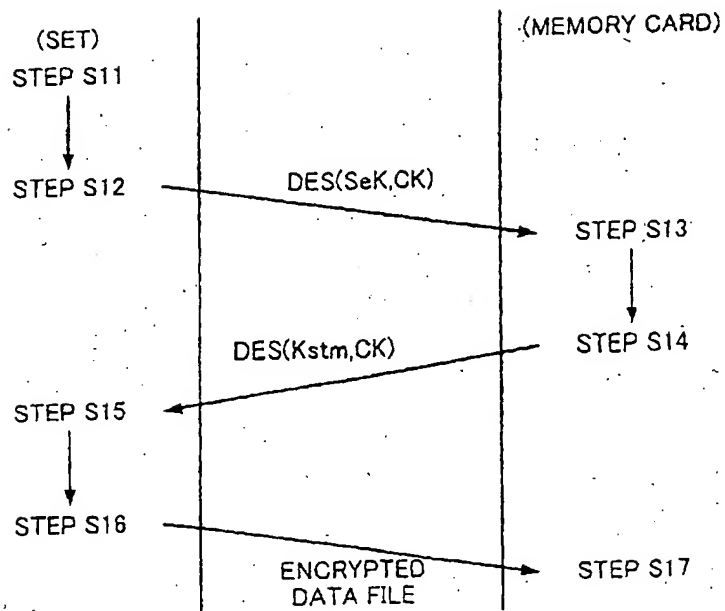 (SET)
(MEMORY CARD)
STEP S11
STEP S12
DES(SeK,CK)
STEP S13
STEP S14
DES(Kstm,CK)
STEP S15
STEP S16
ENCRYPTED
DATA FILE
STEP S17